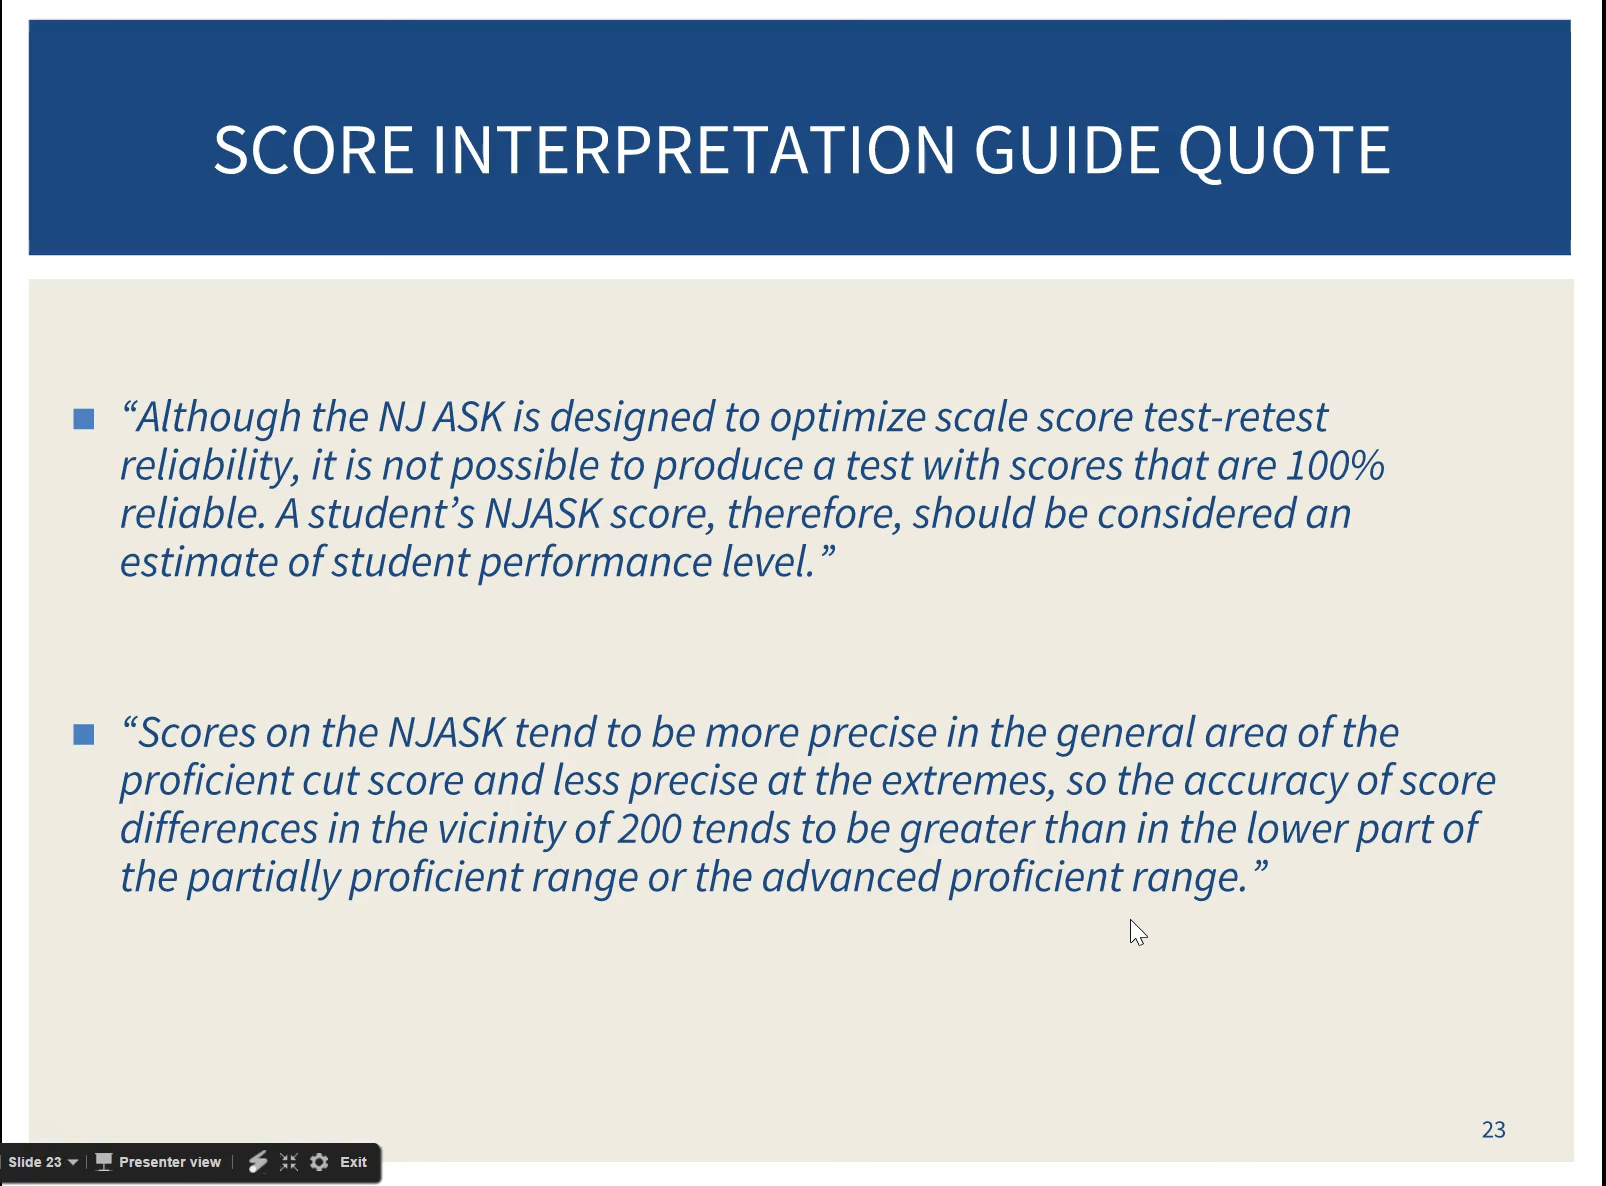 SCORE INTERPRETATION GUIDE QUOTE
“Although the NJ ASK is designed to optimize scale score test-retest
reliability, it is not possible to produce a test with scores that are 100%
reliable. A student’s NJASK score, therefore, should be considered an
estimate of student performance level.”
“Scores on the NJASK tend to be more precise in the general area of the
proficient cut score and less precise at the extremes, so the accuracy of score
differences in the vicinity of 200 tends to be greater than in the lower part of
the partially proficient range or the advanced proficient range.”
23
Slide 23 Presenter view Exit